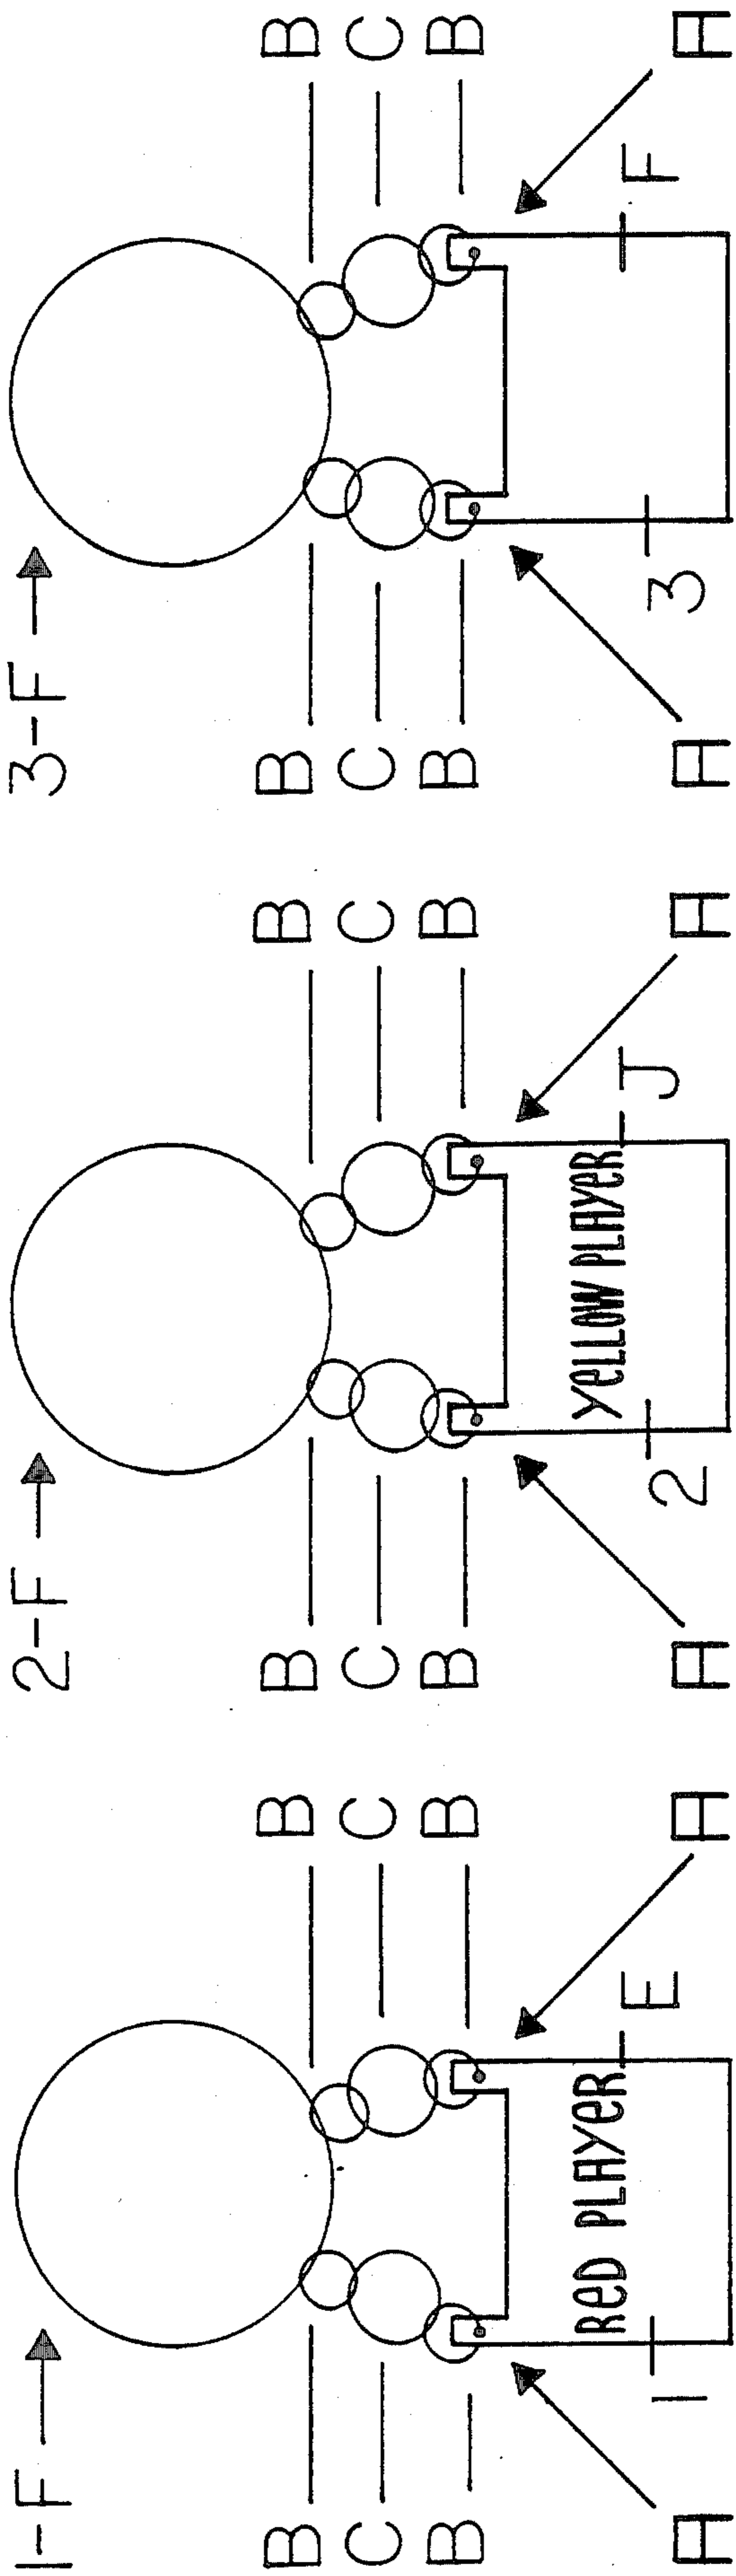 1-F 2-F 3-F
B B B B B B
C C C C C C
B B B B B B
ReD PLAYeR YeLLOW PLAYeR
1 E 2 J 3 F
A A A A A A